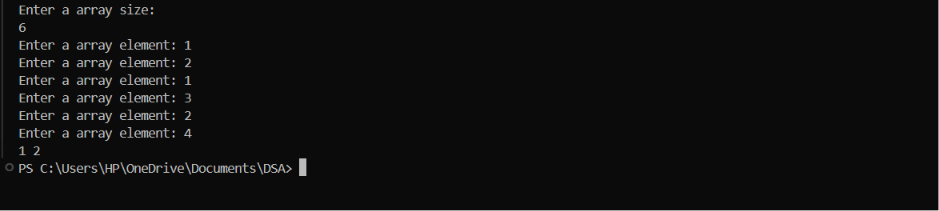 Enter a array size:
6
Enter a array element: 1
Enter a array element: 2
Enter a array element: 1
Enter a array element: 3
Enter a array element: 2
Enter a array element: 4
1 2
PS C:\Users\HP\OneDrive\Documents\DSA>